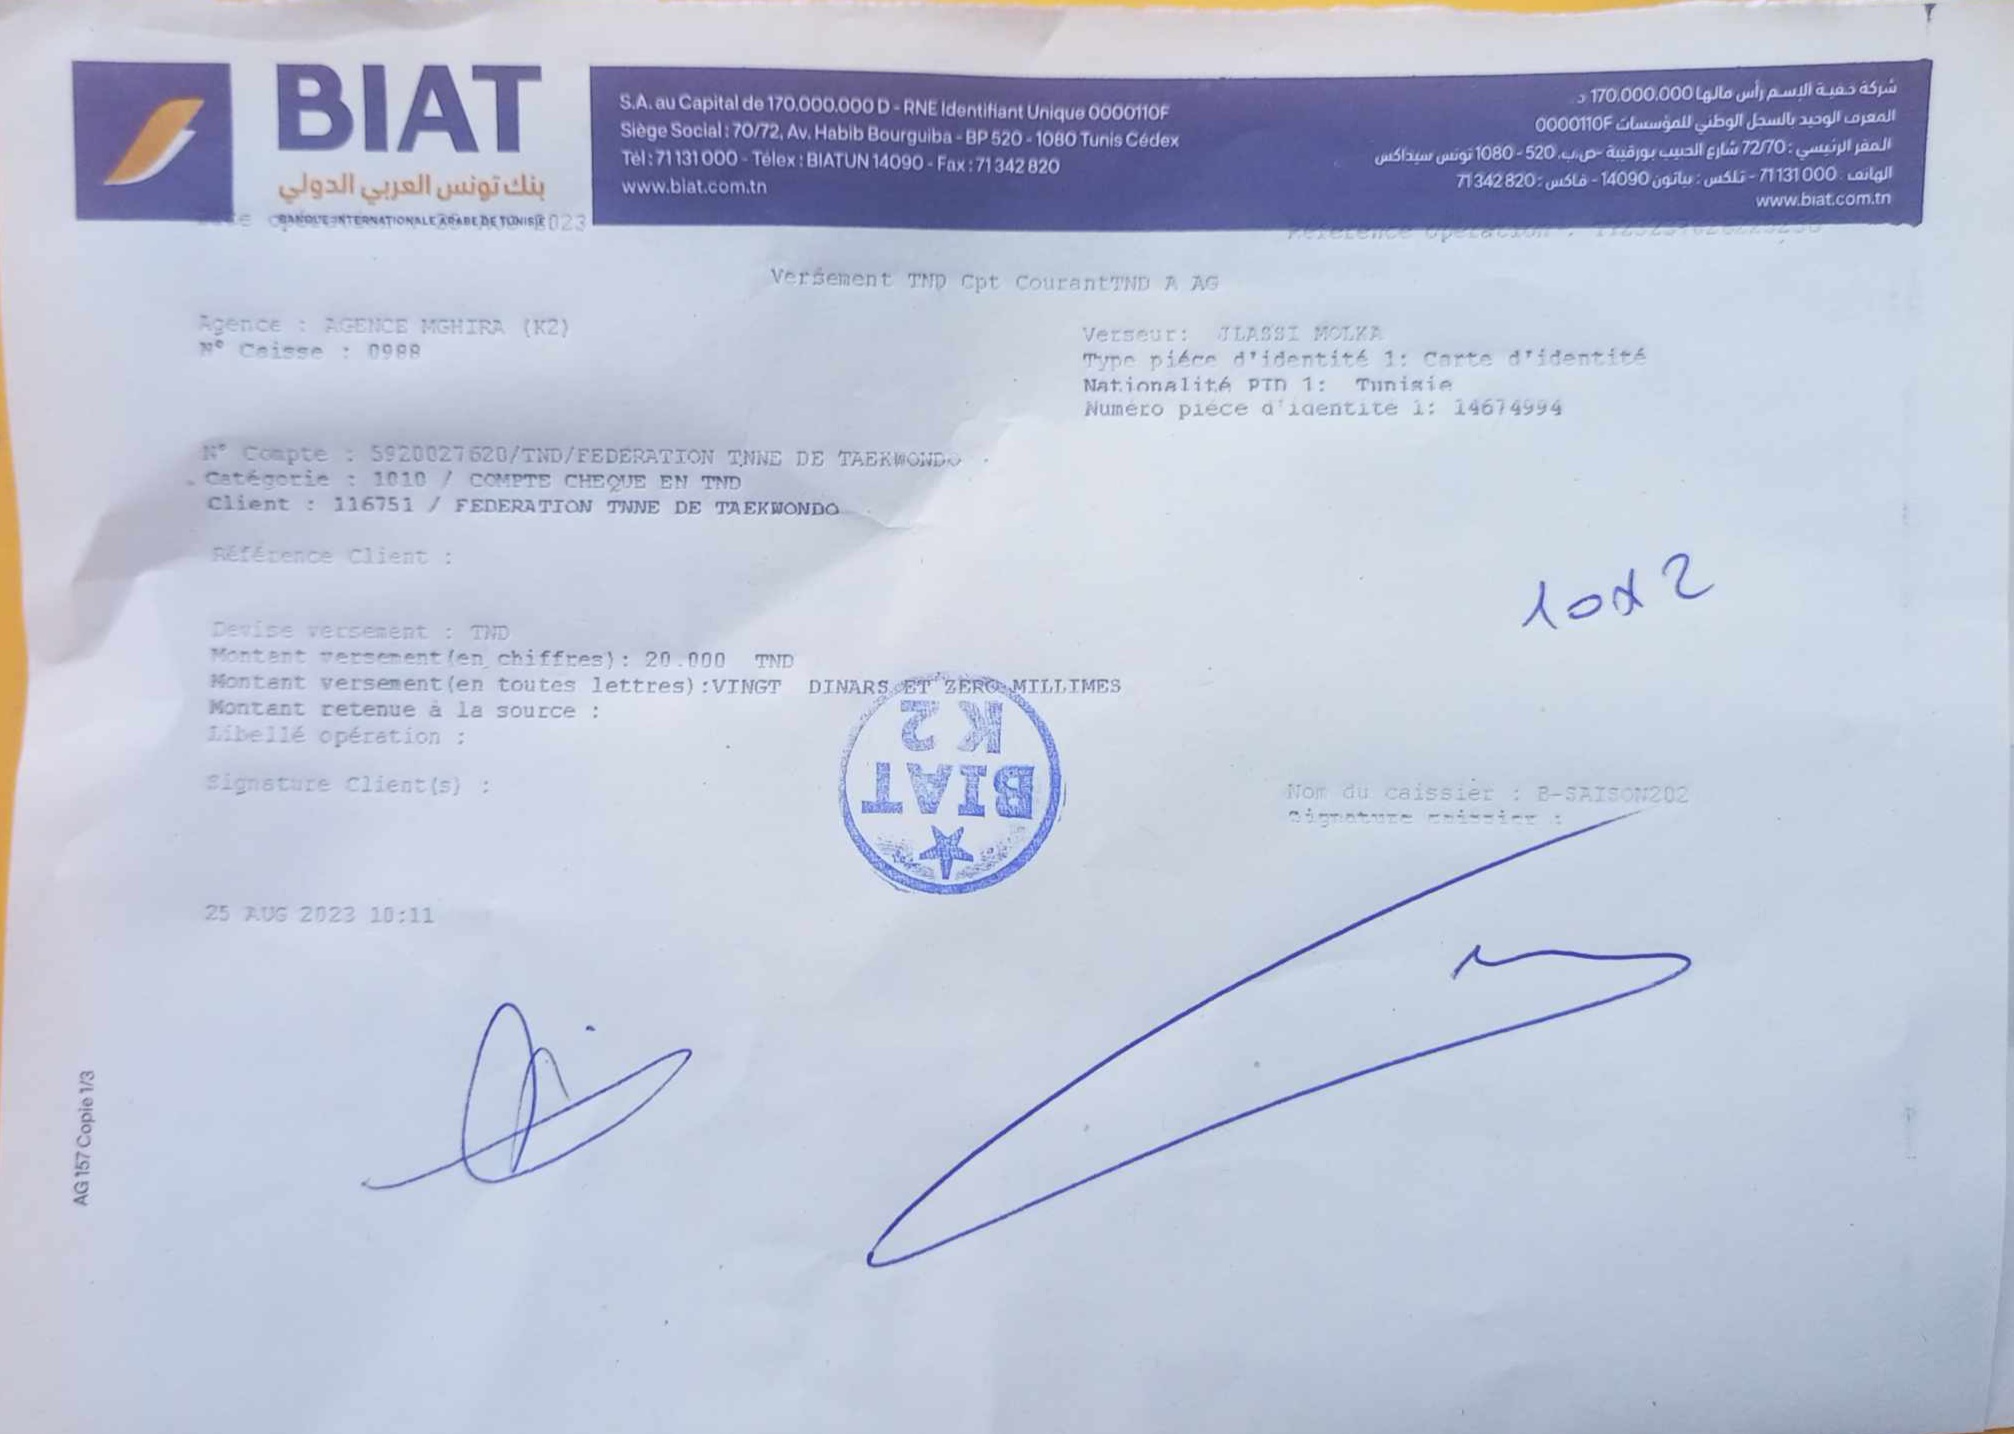 BIAT
بنك تونس العربي الدولي
BANQUE INTERNATIONALE ARABE DE TUNISIE
S.A. au Capital de 170.000.000 D - RNE Identifiant Unique 0000110F
Siège Social : 70/72, Av. Habib Bourguiba - BP 520 - 1080 Tunis Cédex
Tél : 71 131 000 - Télex : BIATUN 14090 - Fax : 71 342 820
www.biat.com.tn
شركة خفية الإسم رأس مالها 170.000.000 د.
المعرف الوحيد بالسجل الوطني للمؤسسات 0000110F
المقر الرئيسي : 72/70 شارع الحبيب بورقيبة -ص.ب. 520 - 1080 تونس سيداكس
الهاتف : 71 131 000 - تلكس : بياتون 14090 - فاكس : 71 342 820
www.biat.com.tn
2023
Référence opération :
Versement TND Cpt CourantTND A AG
Agence : AGENCE MGHIRA (K2)
N° Caisse : 0988
Verseur: JLASSI MOLKA
Type piéce d'identité 1: Carte d'identité
Nationalité PID 1: Tunisie
Numéro piéce d'identité 1: 14674994
N° Compte : 5920027620/TND/FEDERATION TNNE DE TAEKWONDO
Catégorie : 1010 / COMPTE CHEQUE EN TND
Client : 116751 / FEDERATION TNNE DE TAEKWONDO
Référence Client :
10x2
Devise versement : TND
Montant versement(en chiffres): 20.000 TND
Montant versement(en toutes lettres):VINGT DINARS ET ZERO MILLIMES
Montant retenue à la source :
Libellé opération :
BIAT
K2
Signature Client(s) :
Nom du caissier : B-SAISON202
Signature caissier :
25 AUG 2023 10:11
AG 157 Copie 1/3